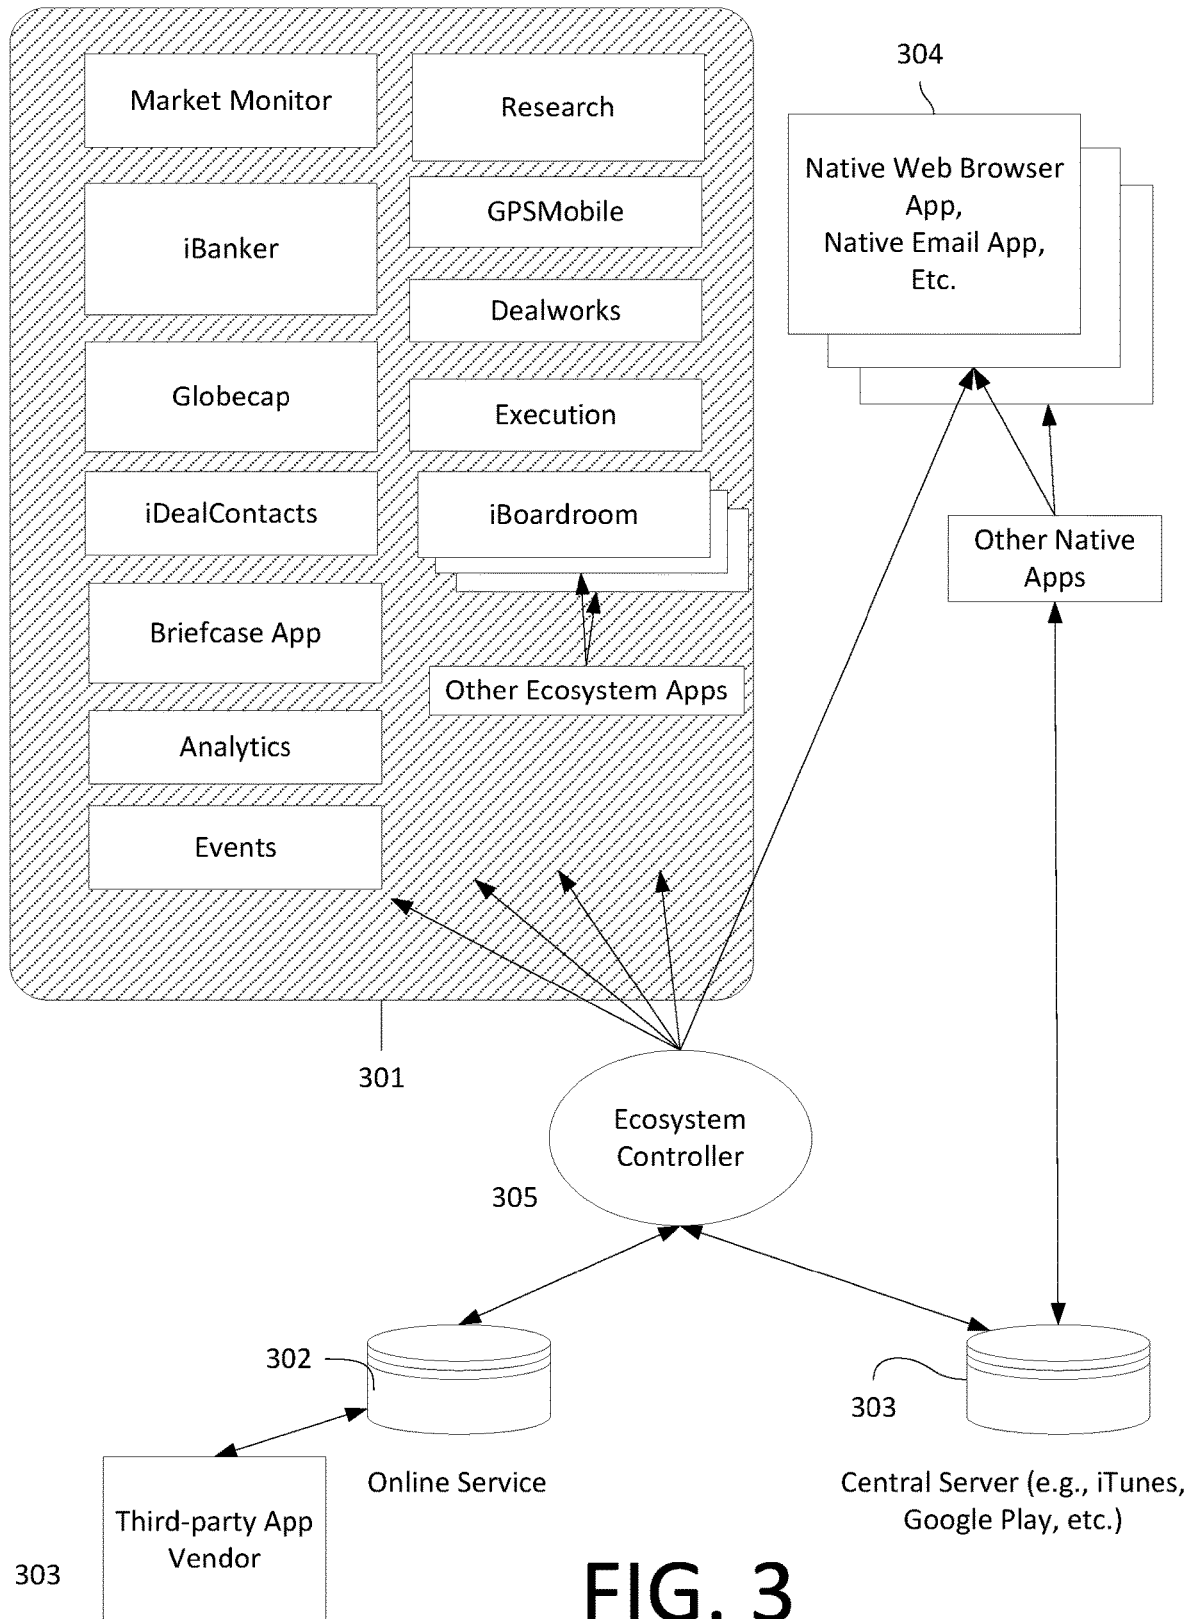 Market Monitor
iBanker
Globecap
iDealContacts
Briefcase App
Analytics
Events
Research
GPSMobile
Dealworks
Execution
iBoardroom
Other Ecosystem Apps
304
Native Web Browser
App,
Native Email App,
Etc.
Other Native
Apps
301
Ecosystem
Controller
305
302
Online Service
303
Central Server (e.g., iTunes,
Google Play, etc.)
Third-party App
Vendor
303
FIG. 3